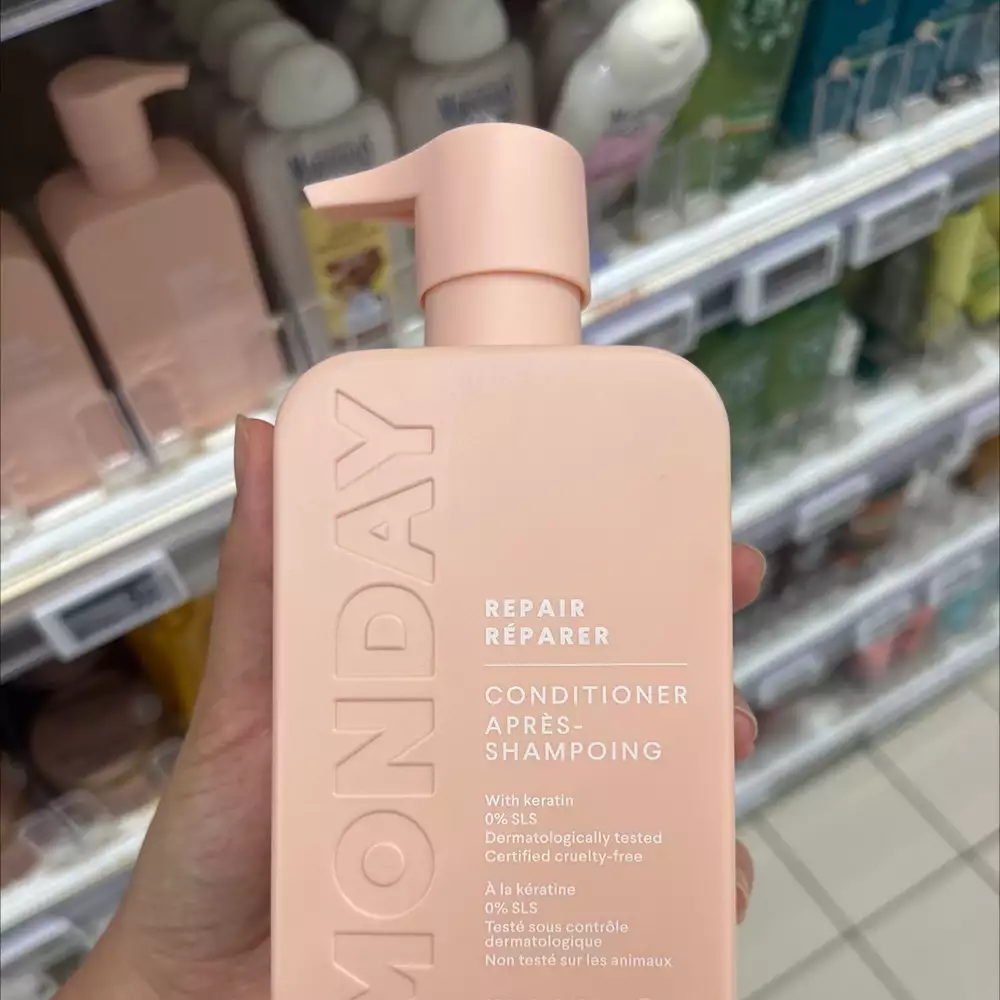 MONDAY
REPAIR
RÉPARER
CONDITIONER
APRÈS-
SHAMPOING
With keratin
0% SLS
Dermatologically tested
Certified cruelty-free
À la kératine
0% SLS
Testé sous contrôle
dermatologique
Non testé sur les animaux